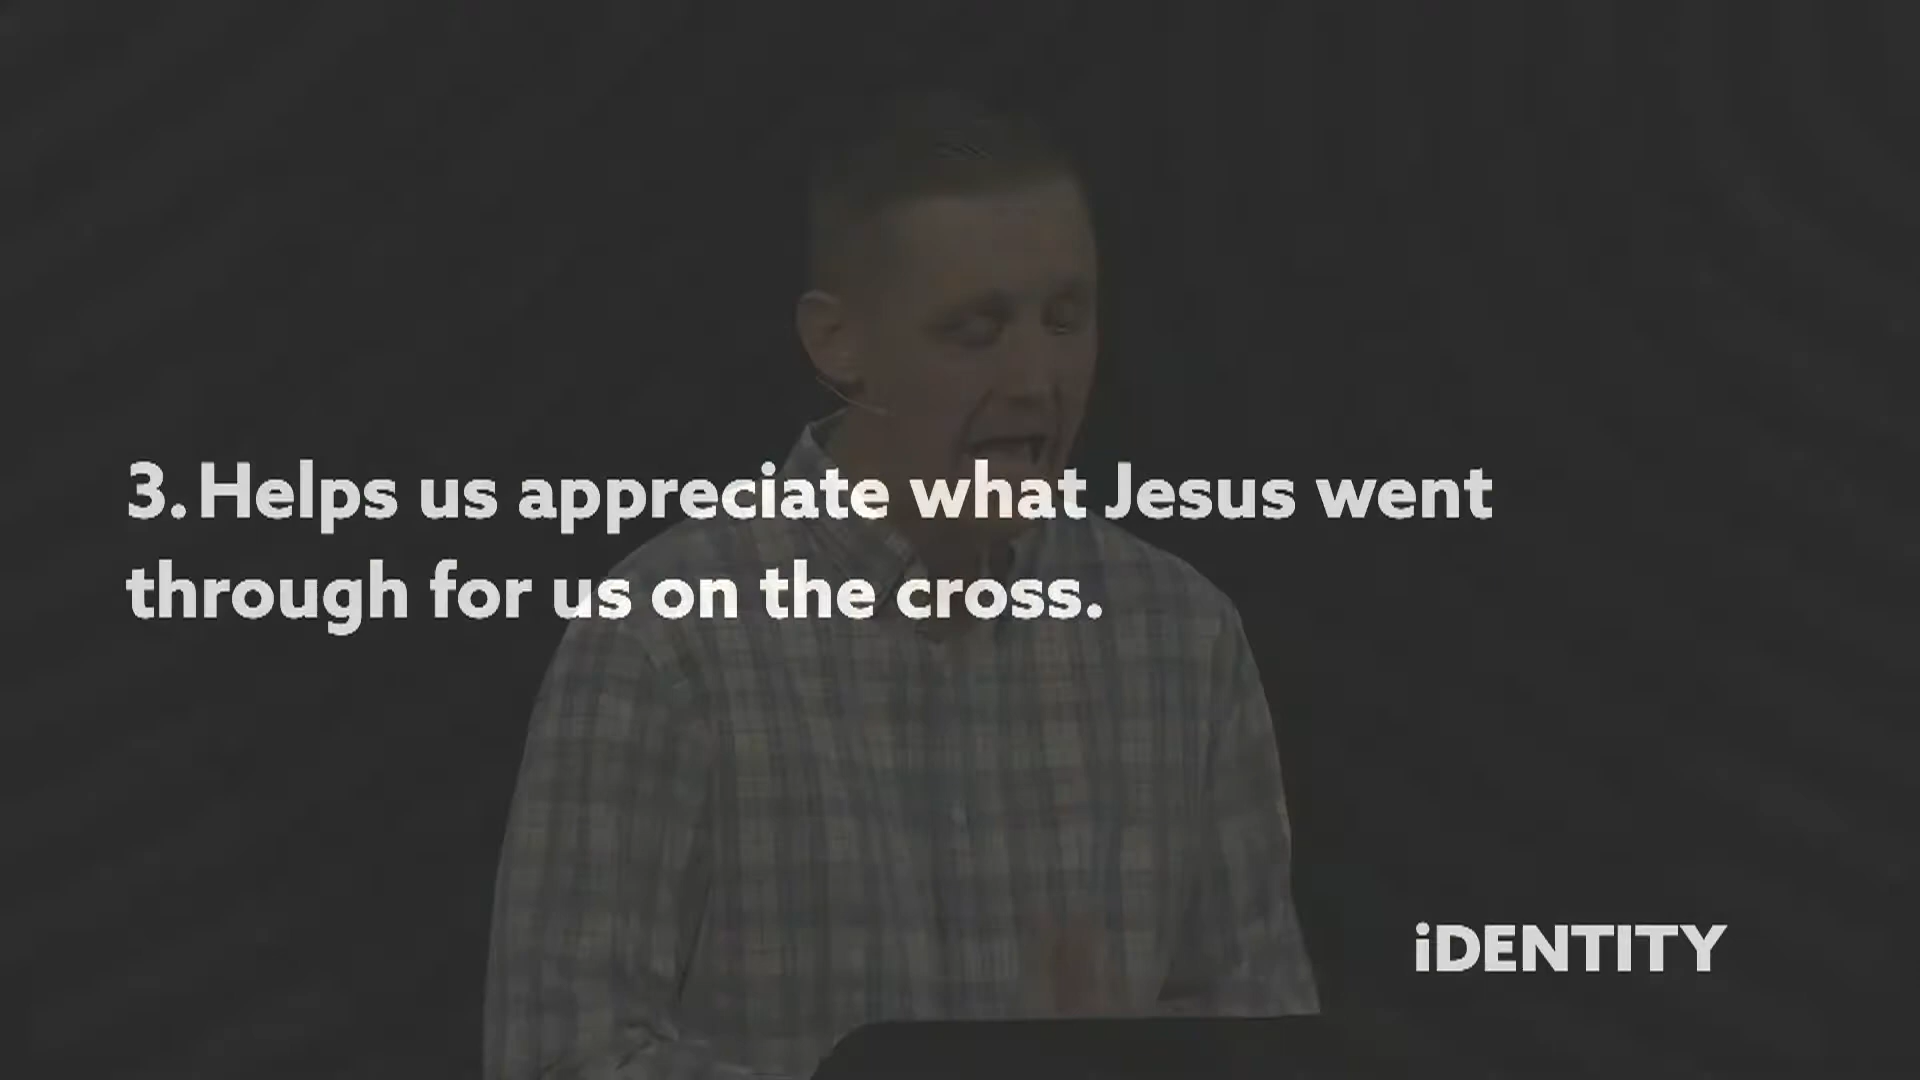 3. Helps us appreciate what Jesus went
through for us on the cross.
iDENTITY